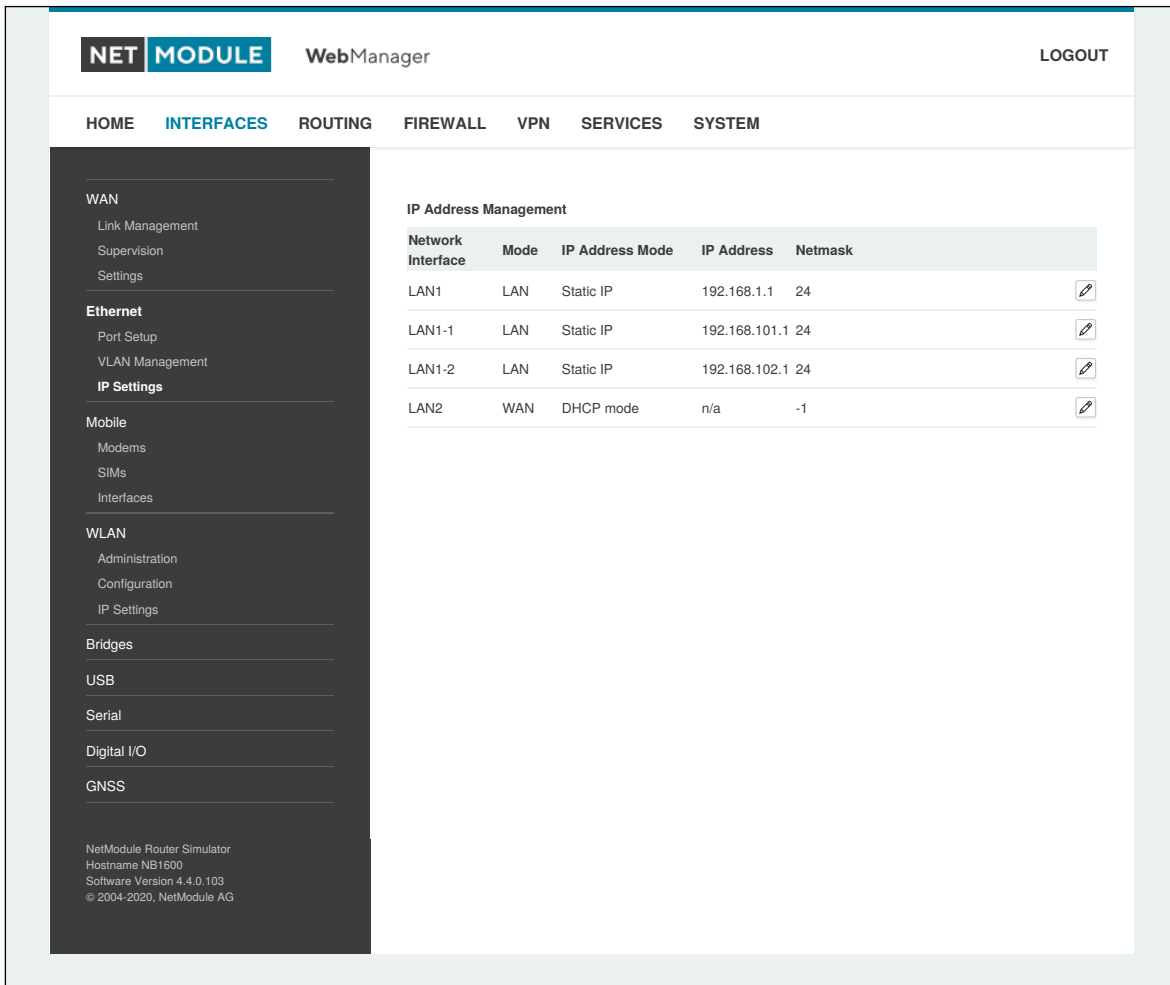 NET MODULE WebManager LOGOUT
HOME INTERFACES ROUTING FIREWALL VPN SERVICES SYSTEM
WAN
Link Management
Supervision
Settings
Ethernet
Port Setup
VLAN Management
IP Settings
Mobile
Modems
SIMs
Interfaces
WLAN
Administration
Configuration
IP Settings
Bridges
USB
Serial
Digital I/O
GNSS
NetModule Router Simulator
Hostname NB1600
Software Version 4.4.0.103
© 2004-2020, NetModule AG
IP Address Management
Network Interface Mode IP Address Mode IP Address Netmask
LAN1 LAN Static IP 192.168.1.1 24
LAN1-1 LAN Static IP 192.168.101.1 24
LAN1-2 LAN Static IP 192.168.102.1 24
LAN2 WAN DHCP mode n/a -1